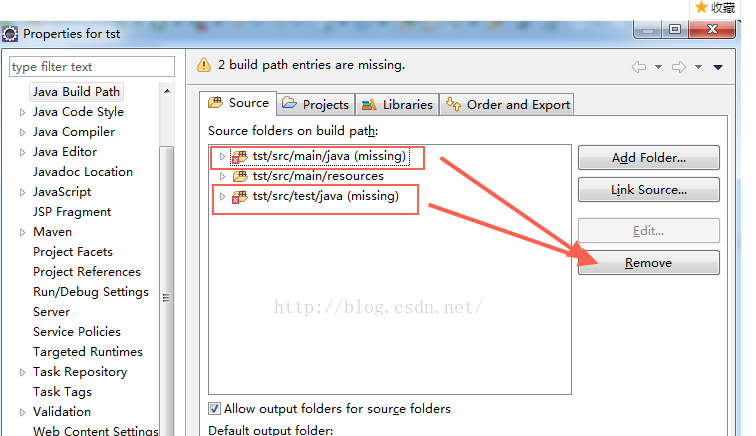 收藏
Properties for tst
type filter text
2 build path entries are missing.
Java Build Path
Java Code Style
Java Compiler
Java Editor
Javadoc Location
JavaScript
JSP Fragment
Maven
Project Facets
Project References
Run/Debug Settings
Server
Service Policies
Targeted Runtimes
Task Repository
Task Tags
Validation
Web Content Settings
Source
Projects
Libraries
Order and Export
Source folders on build path:
tst/src/main/java (missing)
tst/src/main/resources
tst/src/test/java (missing)
Add Folder...
Link Source...
Edit...
Remove
http://blog.csdn.net/
Allow output folders for source folders
Default output folder: